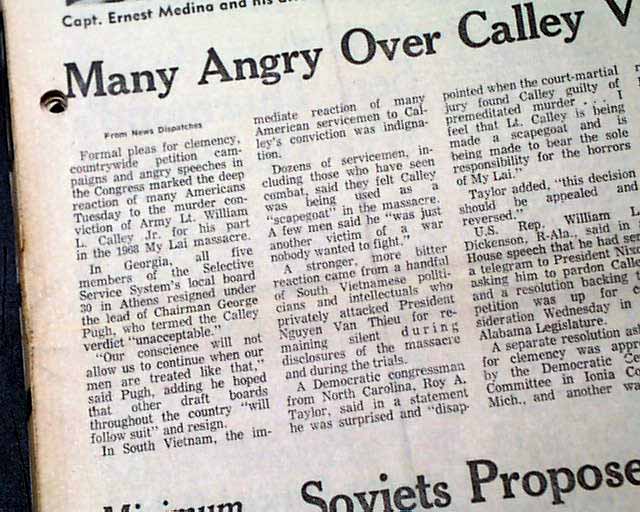 Capt. Ernest Medina and his
Many Angry Over Calley
From News Dispatches
Formal pleas for clemency,
countrywide petition cam-
paigns and angry speeches in
the Congress marked the deep
reaction of many Americans
Tuesday to the murder con-
viction of Army Lt. William
L. Calley Jr. for his part
in the 1968 My Lai massacre.
In Georgia, all five
members of the Selective
Service System's local board
30 in Athens resigned under
the lead of Chairman George
Pugh, who termed the Calley
verdict "unacceptable."
"Our conscience will not
allow us to continue when our
men are treated like that,"
said Pugh, adding he hoped
that other draft boards
throughout the country "will
follow suit" and resign.
In South Vietnam, the im-
mediate reaction of many
American servicemen to Cal-
ley's conviction was indigna-
tion.
Dozens of servicemen, in-
cluding those who have seen
combat, said they felt Calley
was being used as a
"scapegoat" in the massacre.
A few men said he "was just
another victim of a war
nobody wanted to fight."
A stronger, more bitter
reaction came from a handful
of South Vietnamese politi-
cians and intellectuals who
privately attacked President
Nguyen Van Thieu for re-
maining silent during
disclosures of the massacre
and during the trials.
A Democratic congressman
from North Carolina, Roy A.
Taylor, said in a statement
he was surprised and "disap-
pointed when the court-martial
jury found Calley guilty of
premeditated murder . . . I
feel that Lt. Calley is being
made a scapegoat and is
being made to bear the sole
responsibility for the horrors
of My Lai."
Taylor added, "this decision
should be appealed and
reversed."
U.S. Rep. William L.
Dickenson, R-Ala., said in a
House speech that he had sent
a telegram to President Nixon
asking him to pardon Calley
and a resolution backing
petition was up for
sideration Wednesday in
Alabama Legislature.
A separate resolution
for clemency was
by the Democratic
Committee in Ionia
Mich., and another
Minimum
Soviets Propose